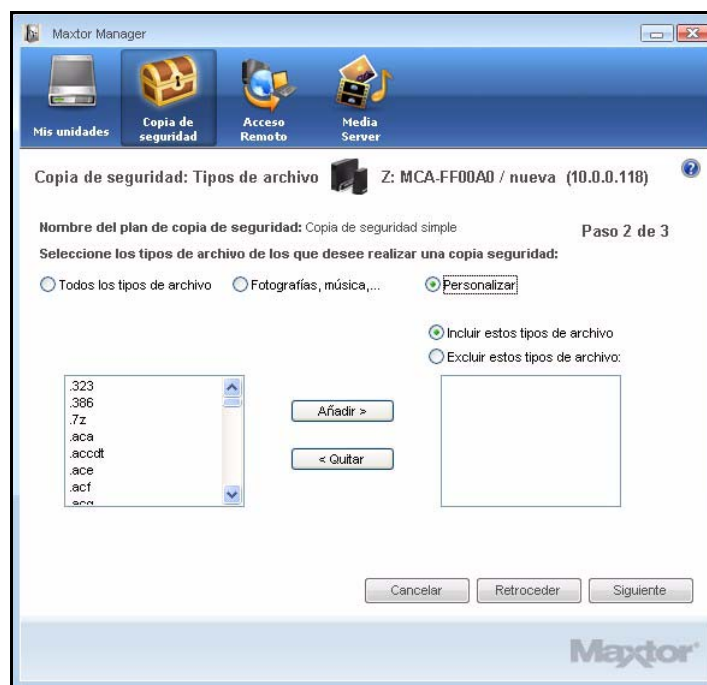 Maxtor Manager
Mis unidades
Copia de seguridad
Acceso Remoto
Media Server
Copia de seguridad: Tipos de archivo
Z: MCA-FF00A0 / nueva (10.0.0.118)
Nombre del plan de copia de seguridad: Copia de seguridad simple
Paso 2 de 3
Seleccione los tipos de archivo de los que desee realizar una copia seguridad:
Todos los tipos de archivo
Fotografías, música,...
Personalizar
Incluir estos tipos de archivo
Excluir estos tipos de archivo:
.323
.386
.7z
.aca
.accdt
.ace
.acf
Añadir >
< Quitar
Cancelar
Retroceder
Siguiente
Maxtor